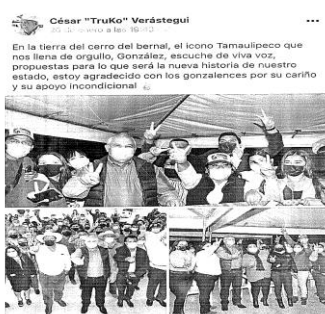 César "TruKo" Verástegui
En la tierra del cerro del bernal, el icono Tamaulipeco que
nos llena de orgullo, González, escuche de viva voz,
propuestas para lo que será la nueva historia de nuestro
estado, estoy agradecido con los gonzalences por su cariño
y su apoyo incondicional